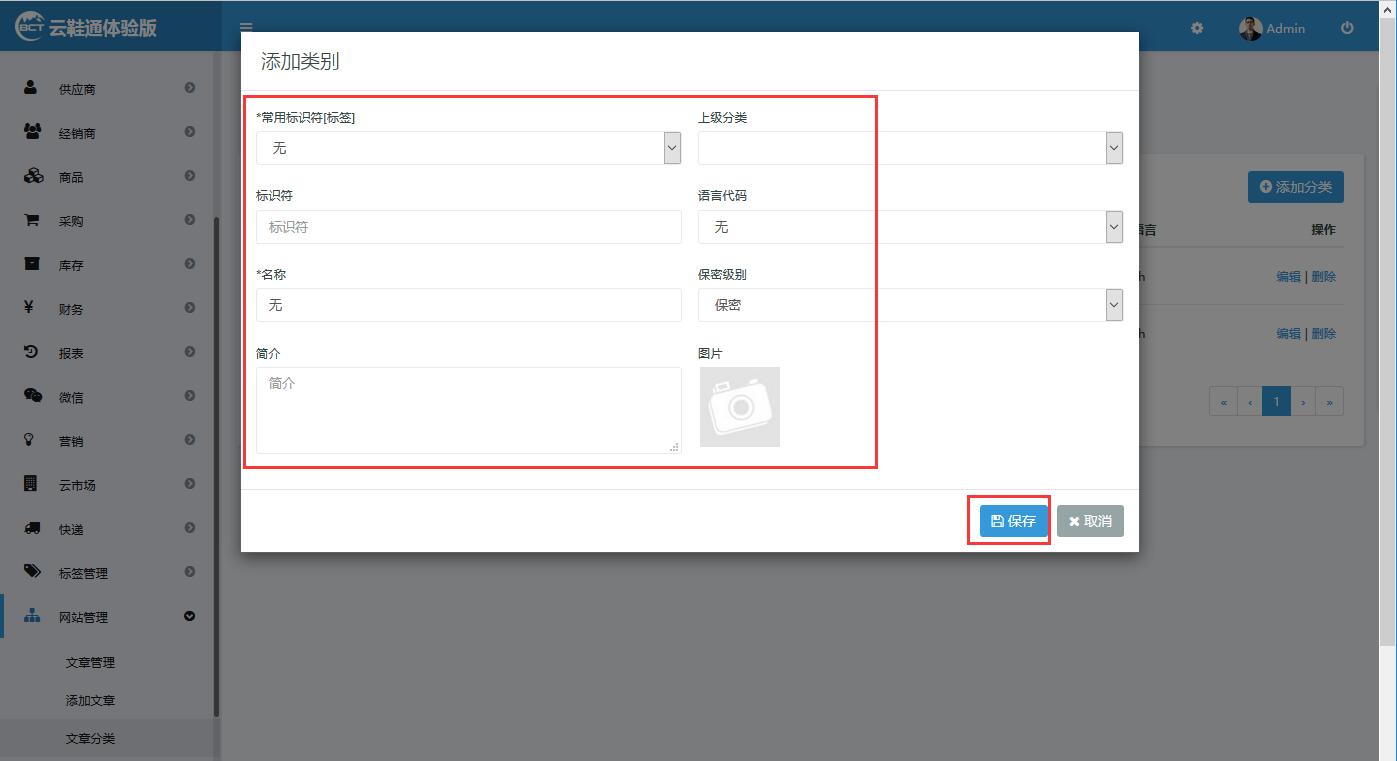 BCT 云鞋通体验版
Admin
供应商
经销商
商品
采购
库存
财务
报表
微信
营销
云市场
快递
标签管理
网站管理
文章管理
添加文章
文章分类
添加类别
*常用标识符[标签]
无
上级分类
标识符
标识符
语言代码
无
*名称
无
保密级别
保密
简介
简介
图片
保存
取消
添加分类
言 操作
h 编辑 | 删除
h 编辑 | 删除
« ‹ 1 › »